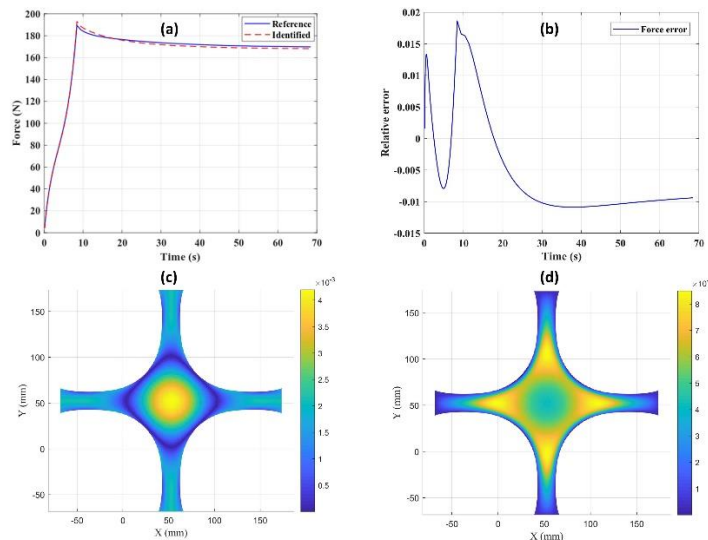 (a)
Reference
Identified
200
180
160
140
120
100
80
60
40
20
0
Force (N)
0 10 20 30 40 50 60 70
Time (s)
(b)
Force error
0.02
0.015
0.01
0.005
0
-0.005
-0.01
-0.015
Relative error
0 10 20 30 40 50 60 70
Time (s)
(c)
150
100
50
0
-50
Y (mm)
-50 0 50 100 150
X (mm)
×10⁻³
4
3.5
3
2.5
2
1.5
1
0.5
(d)
150
100
50
0
-50
Y (mm)
-50 0 50 100 150
X (mm)
8
7
6
5
4
3
2
1